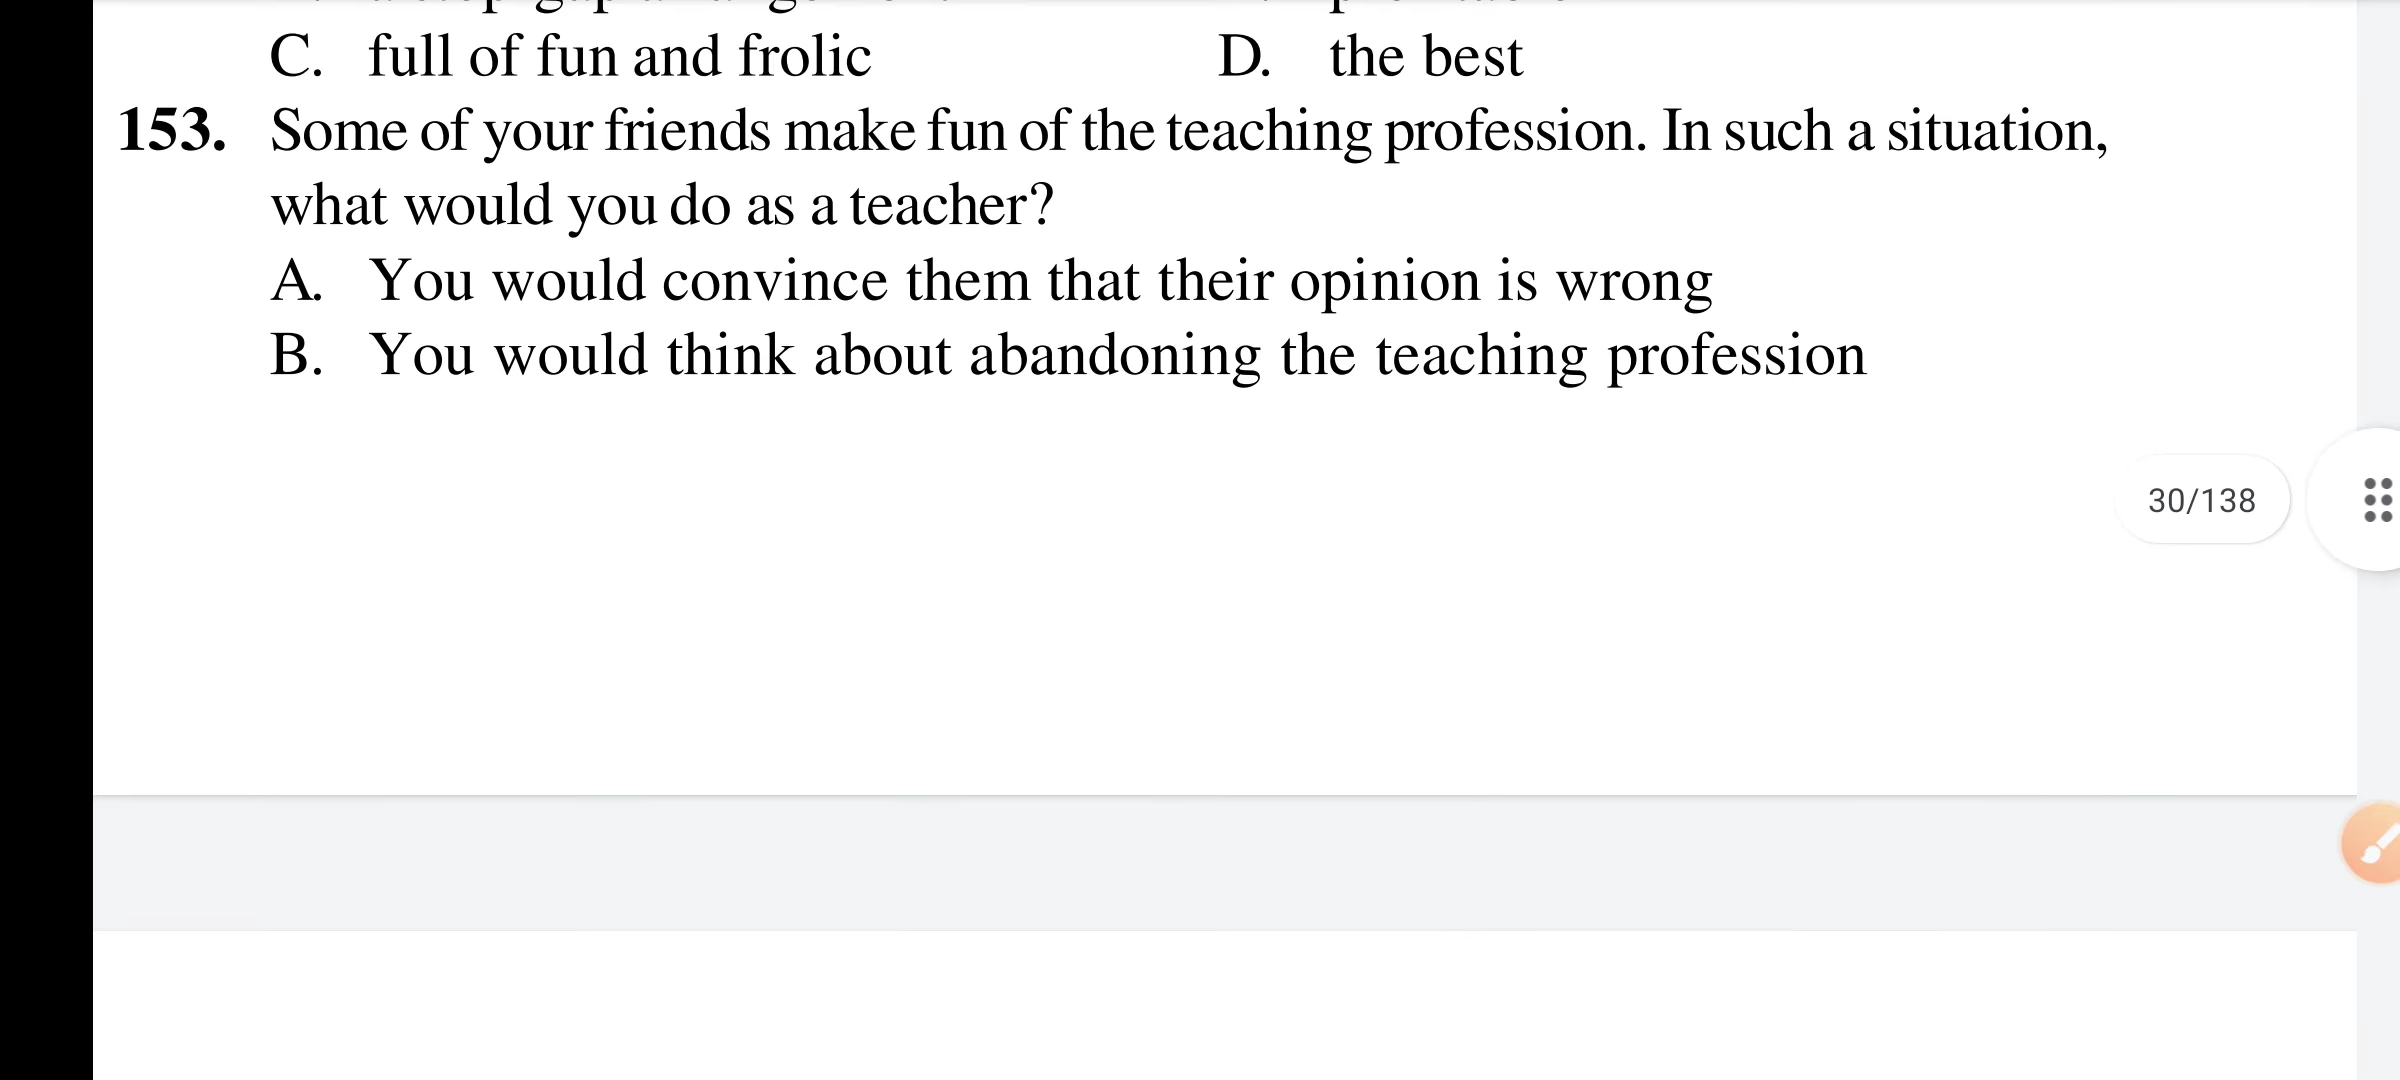 C. full of fun and frolic D. the best
153. Some of your friends make fun of the teaching profession. In such a situation,
what would you do as a teacher?
A. You would convince them that their opinion is wrong
B. You would think about abandoning the teaching profession
30/138